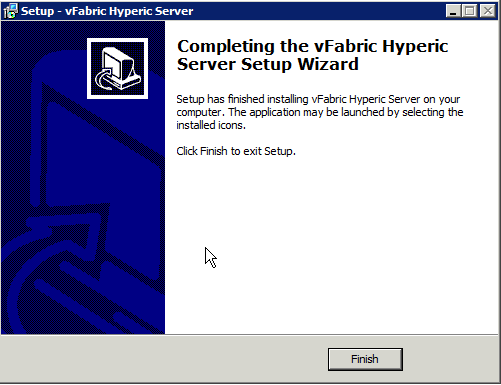 Setup - vFabric Hyperic Server
Completing the vFabric Hyperic
Server Setup Wizard
Setup has finished installing vFabric Hyperic Server on your
computer. The application may be launched by selecting the
installed icons.
Click Finish to exit Setup.
Finish